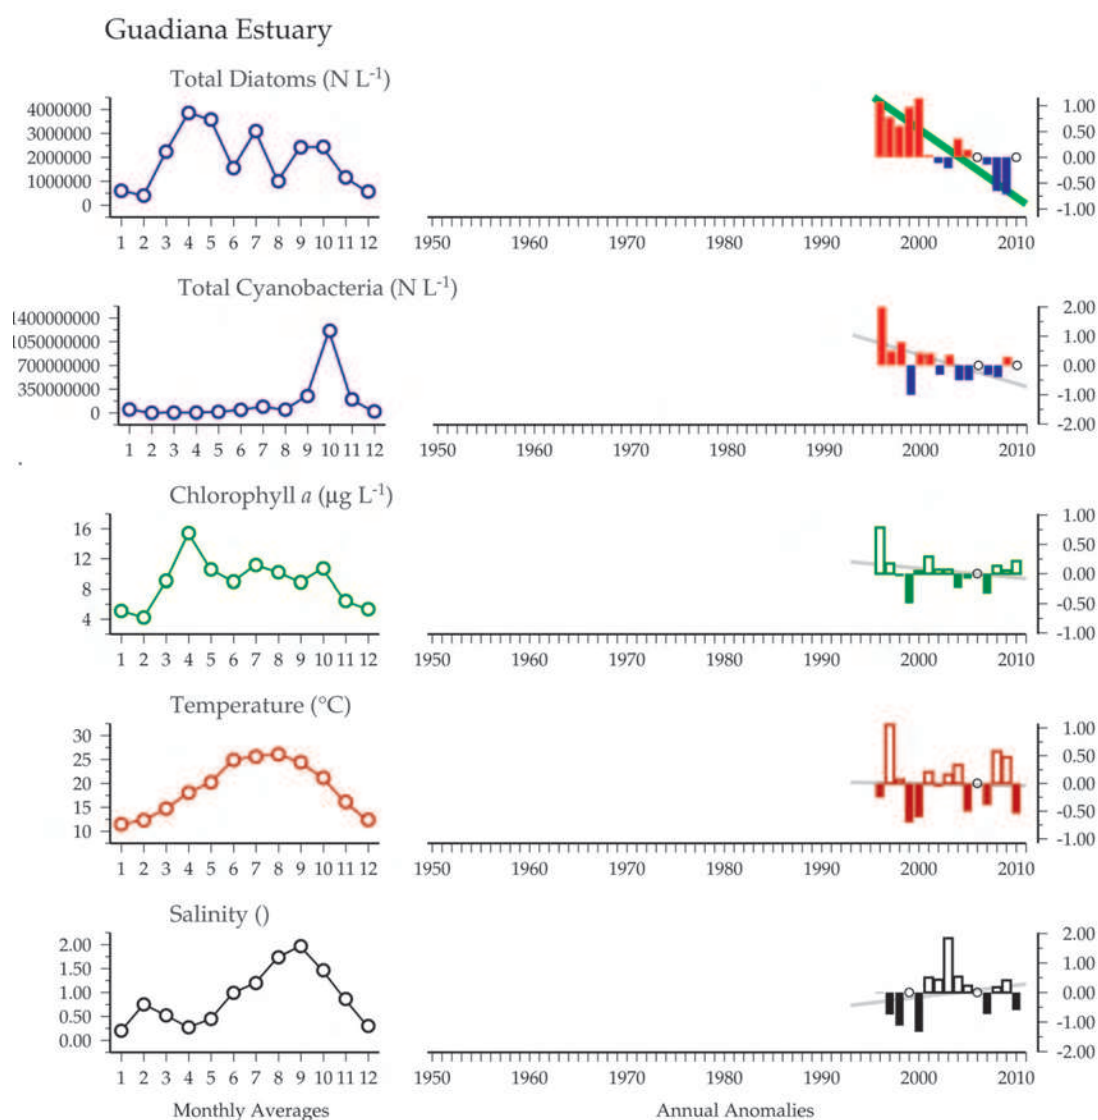 Guadiana Estuary
Total Diatoms (N L-1)
4000000
3000000
2000000
1000000
0
1 2 3 4 5 6 7 8 9 10 11 12
1950 1960 1970 1980 1990 2000 2010
1.00
0.50
0.00
-0.50
-1.00
Total Cyanobacteria (N L-1)
1400000000
1050000000
700000000
350000000
0
1 2 3 4 5 6 7 8 9 10 11 12
1950 1960 1970 1980 1990 2000 2010
2.00
1.00
0.00
-1.00
-2.00
Chlorophyll a (µg L-1)
16
12
8
4
1 2 3 4 5 6 7 8 9 10 11 12
1950 1960 1970 1980 1990 2000 2010
1.00
0.50
0.00
-0.50
-1.00
Temperature (°C)
30
25
20
15
10
1 2 3 4 5 6 7 8 9 10 11 12
1950 1960 1970 1980 1990 2000 2010
1.00
0.50
0.00
-0.50
-1.00
Salinity ()
2.00
1.50
1.00
0.50
0.00
1 2 3 4 5 6 7 8 9 10 11 12
1950 1960 1970 1980 1990 2000 2010
2.00
1.00
0.00
-1.00
-2.00
Monthly Averages
Annual Anomalies